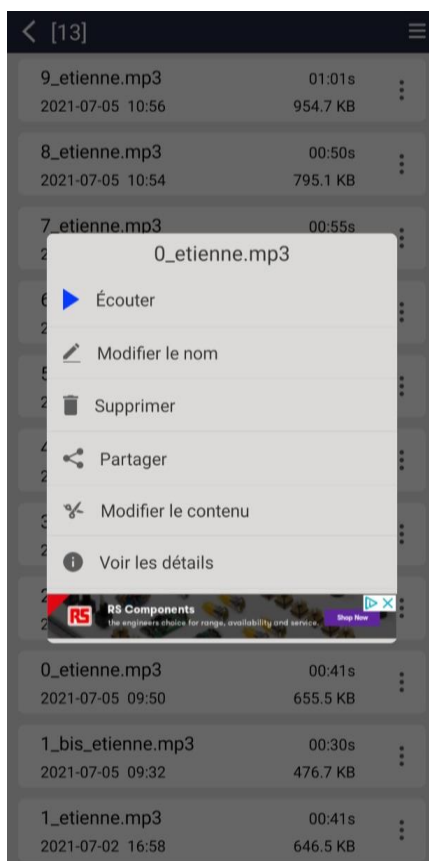 [13]
9_etienne.mp3 01:01s
2021-07-05 10:56 954.7 KB
8_etienne.mp3 00:50s
2021-07-05 10:54 795.1 KB
7_etienne.mp3 00:55s
0_etienne.mp3
Écouter
Modifier le nom
Supprimer
Partager
Modifier le contenu
Voir les détails
RS
RS Components
the engineers choice for range, availability and service
Shop Now
0_etienne.mp3 00:41s
2021-07-05 09:50 655.5 KB
1_bis_etienne.mp3 00:30s
2021-07-05 09:32 476.7 KB
1_etienne.mp3 00:41s
2021-07-02 16:58 646.5 KB